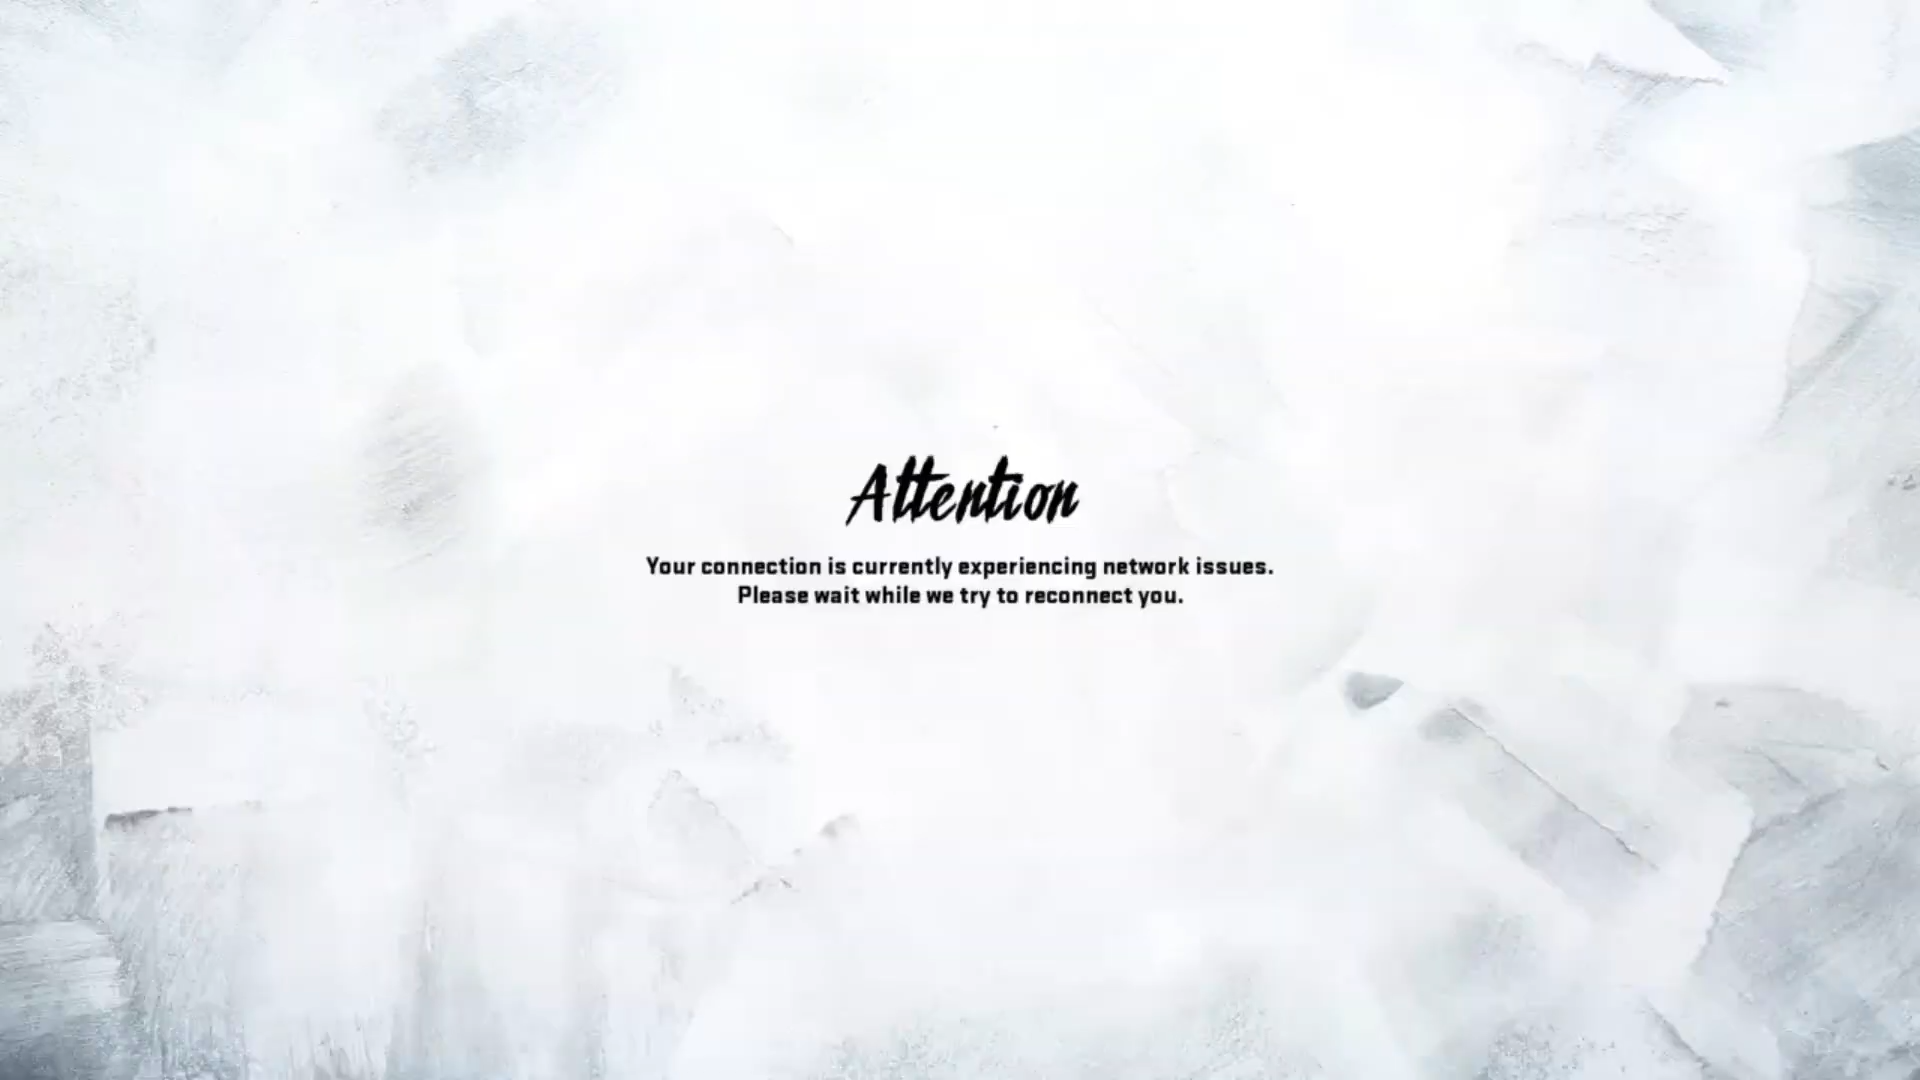 Attention
Your connection is currently experiencing network issues.
Please wait while we try to reconnect you.